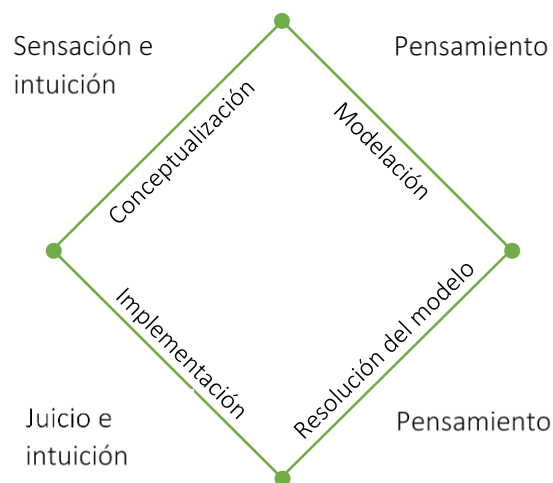 Sensación e
intuición
Pensamiento
Conceptualización
Modelación
Implementación
Resolución del modelo
Juicio e
intuición
Pensamiento